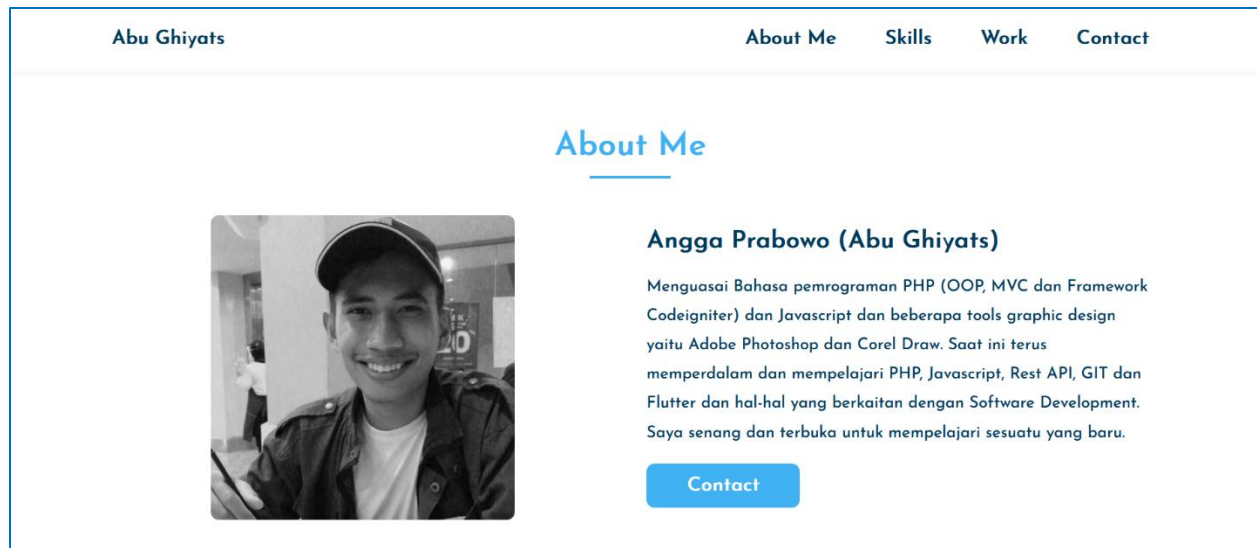 Abu Ghiyats
About Me Skills Work Contact
About Me
Angga Prabowo (Abu Ghiyats)
Menguasai Bahasa pemrograman PHP (OOP, MVC dan Framework
Codeigniter) dan Javascript dan beberapa tools graphic design
yaitu Adobe Photoshop dan Corel Draw. Saat ini terus
memperdalam dan mempelajari PHP, Javascript, Rest API, GIT dan
Flutter dan hal-hal yang berkaitan dengan Software Development.
Saya senang dan terbuka untuk mempelajari sesuatu yang baru.
Contact